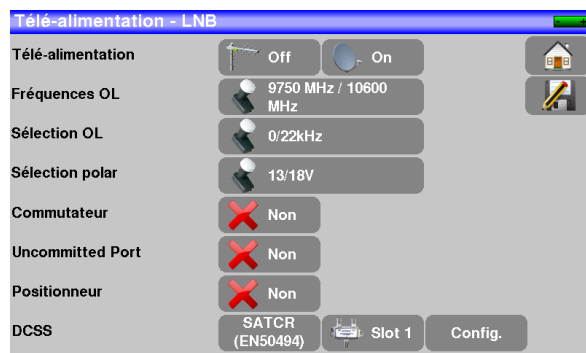 Télé-alimentation - LNB
Télé-alimentation Off On
Fréquences OL 9750 MHz / 10600
MHz
Sélection OL 0/22kHz
Sélection polar 13/18V
Commutateur Non
Uncommitted Port Non
Positionneur Non
DCSS SATCR
(EN50494) Slot 1 Config.